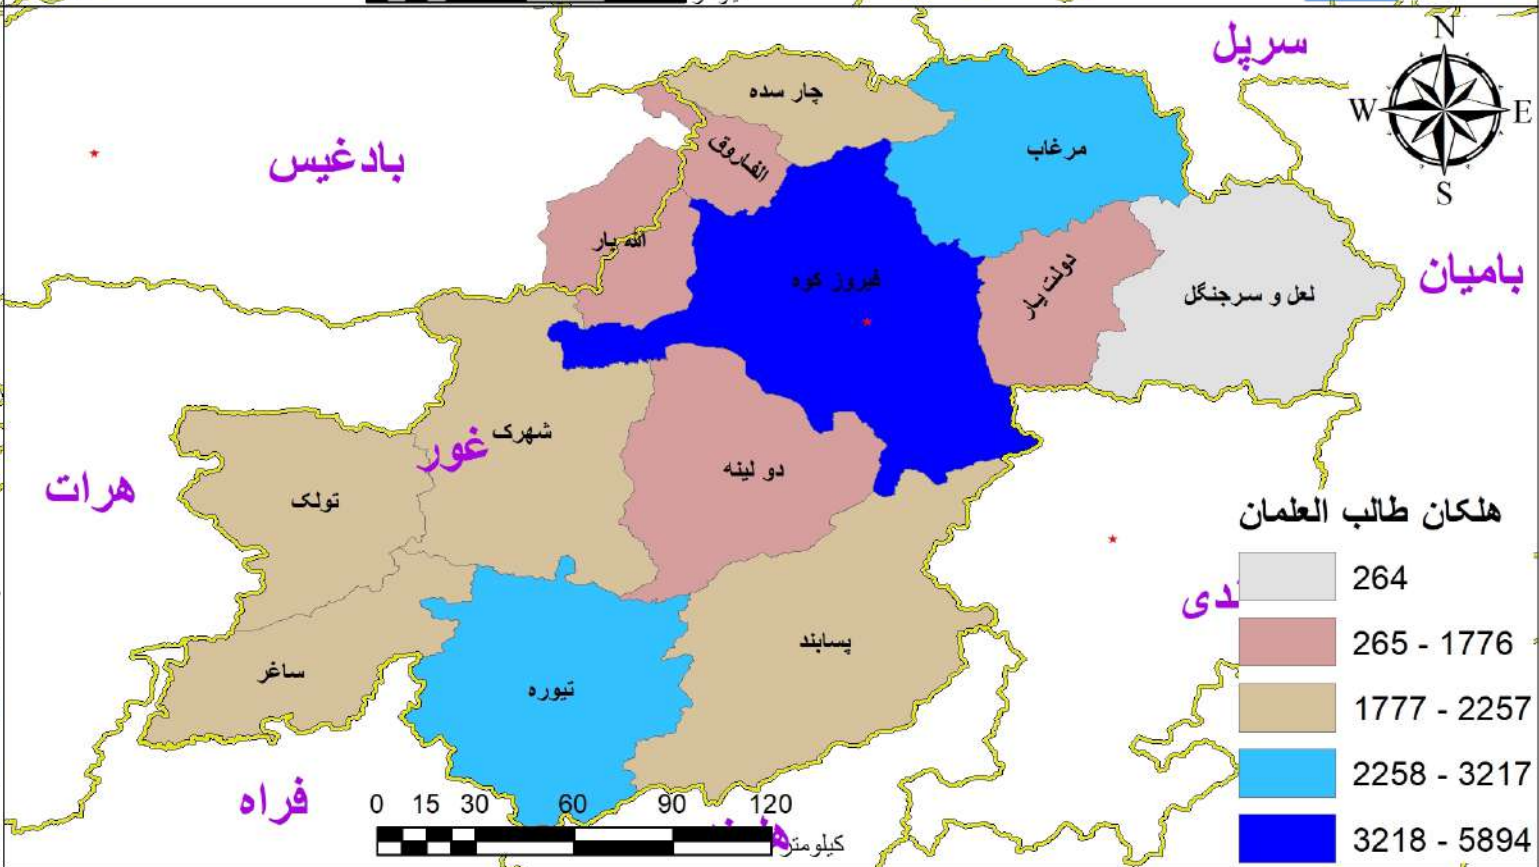 سرپل
N
W E
S
چار سده
مرغاب
بادغیس
الفاروق
الله یار
فیروز کوه
دولت یار
لعل و سرجنگل
بامیان
شهرک
غور
دو لینه
تولک
هرات
هلکان طالب العلمان
264
265 - 1776
1777 - 2257
2258 - 3217
3218 - 5894
پسابند
ساغر
تیوره
فراه
0 15 30 60 90 120
کیلومتر